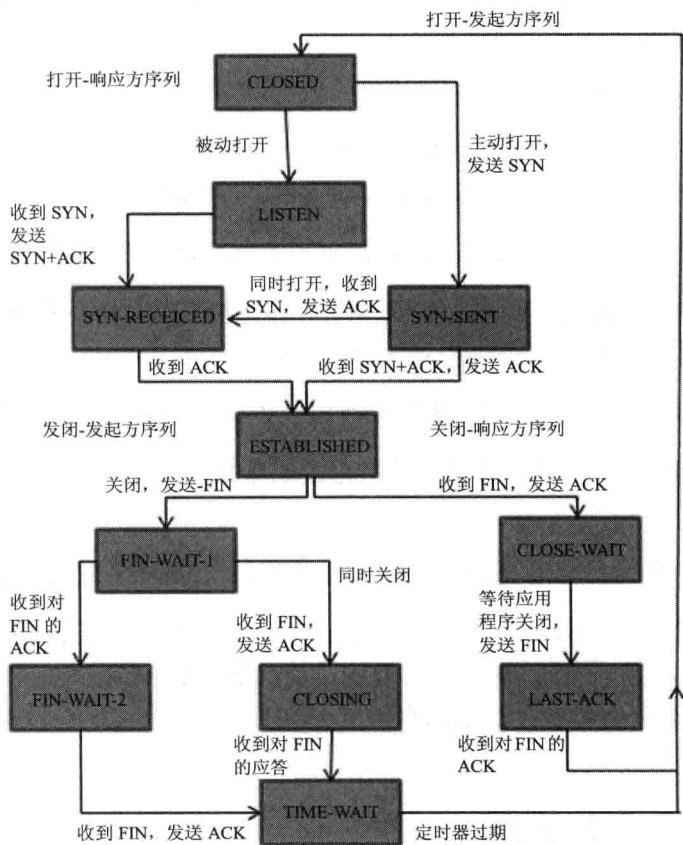 打开-发起方序列
打开-响应方序列
CLOSED
被动打开
主动打开，
发送 SYN
LISTEN
收到 SYN，
发送
SYN+ACK
同时打开，收到
SYN，发送 ACK
SYN-RECEICED
SYN-SENT
收到 ACK
收到 SYN+ACK，发送 ACK
发闭-发起方序列
ESTABLISHED
关闭-响应方序列
关闭，发送-FIN
收到 FIN，发送 ACK
FIN-WAIT-1
CLOSE-WAIT
同时关闭
收到对
FIN 的
ACK
收到 FIN，
发送 ACK
等待应用
程序关闭，
发送 FIN
FIN-WAIT-2
CLOSING
LAST-ACK
收到对 FIN
的应答
收到对 FIN 的
ACK
TIME-WAIT
收到 FIN，发送 ACK
定时器过期